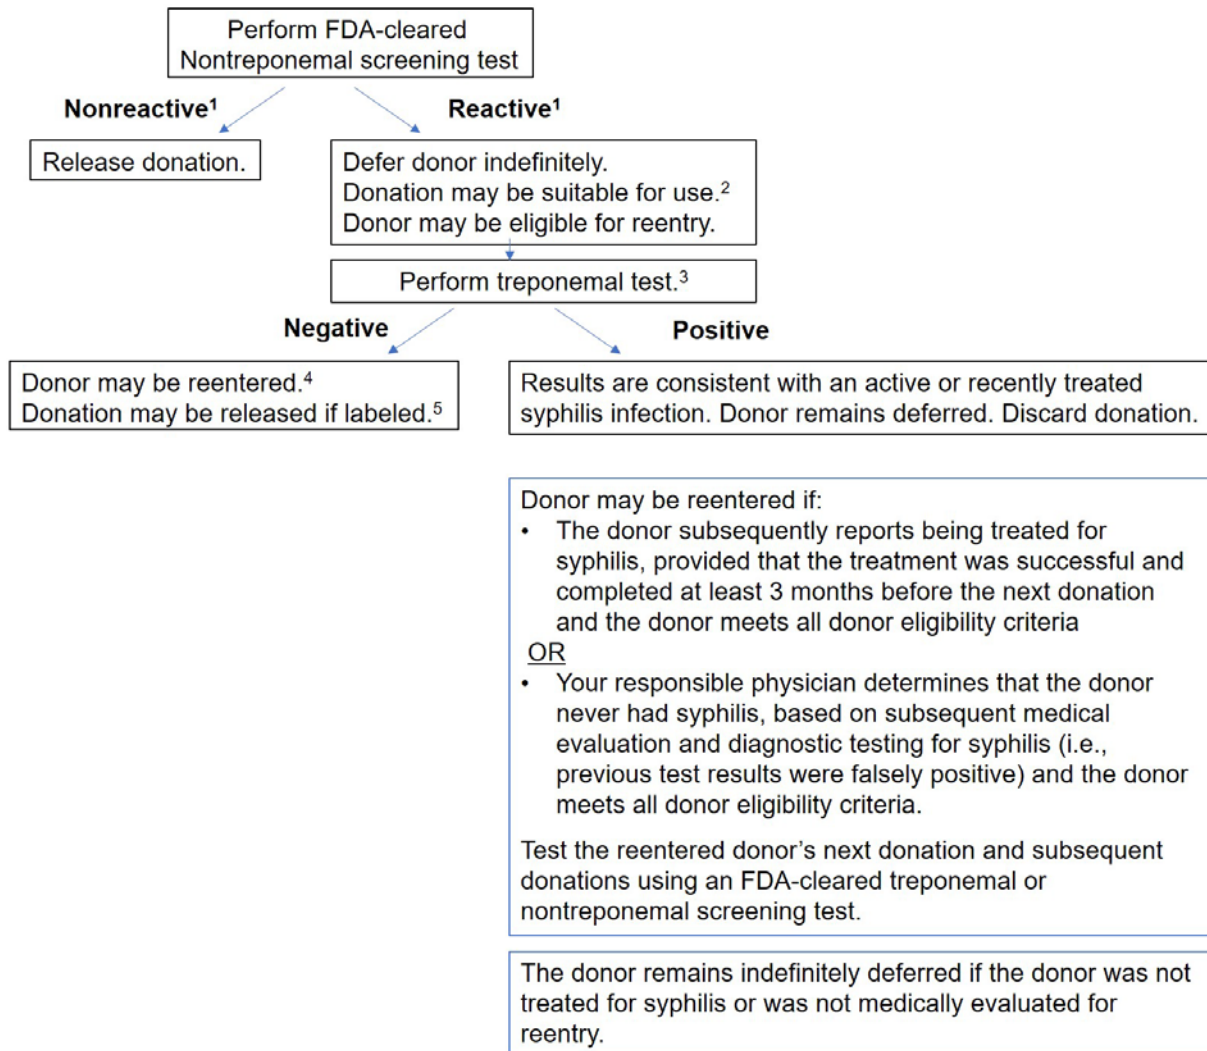 Perform FDA-cleared
Nontreponemal screening test
Nonreactive¹
Reactive¹
Release donation.
Defer donor indefinitely.
Donation may be suitable for use.²
Donor may be eligible for reentry.
Perform treponemal test.³
Negative
Positive
Donor may be reentered.⁴
Donation may be released if labeled.⁵
Results are consistent with an active or recently treated
syphilis infection. Donor remains deferred. Discard donation.
Donor may be reentered if:
• The donor subsequently reports being treated for
syphilis, provided that the treatment was successful and
completed at least 3 months before the next donation
and the donor meets all donor eligibility criteria
OR
• Your responsible physician determines that the donor
never had syphilis, based on subsequent medical
evaluation and diagnostic testing for syphilis (i.e.,
previous test results were falsely positive) and the donor
meets all donor eligibility criteria.
Test the reentered donor’s next donation and subsequent
donations using an FDA-cleared treponemal or
nontreponemal screening test.
The donor remains indefinitely deferred if the donor was not
treated for syphilis or was not medically evaluated for
reentry.